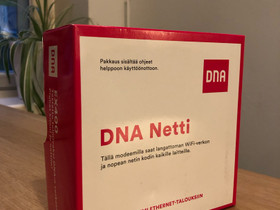 Pakkaus sisältää ohjeet
helppoon käyttöönottoon.
DNA
DNA Netti
Tällä modeemilla saat langattoman WiFi-verkon
ja nopean netin kodin kaikille laitteille.
ETHERNET-TALOUKSIIN